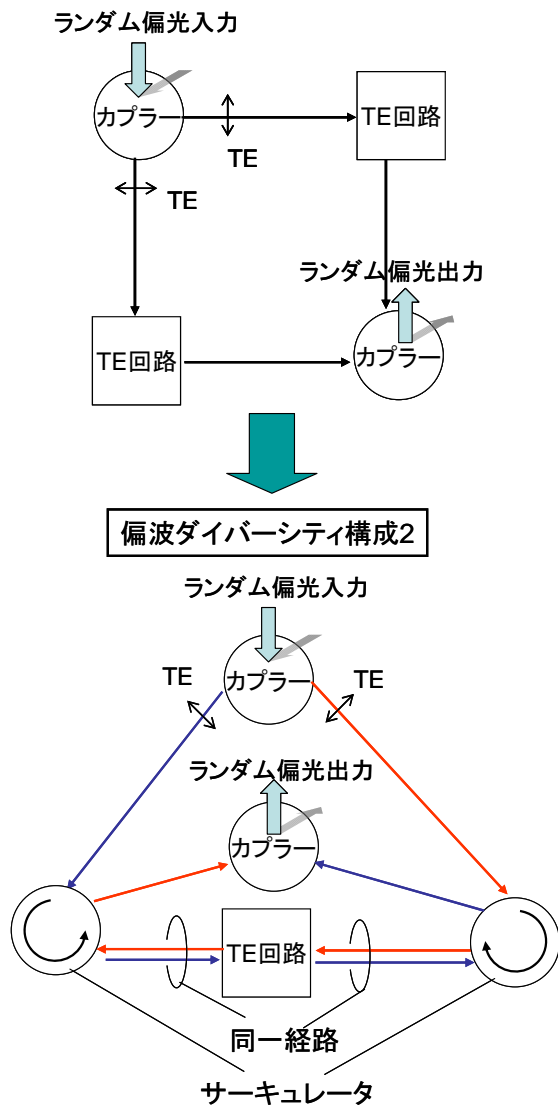 ランダム偏光入力
カプラー
TE回路
TE
TE
ランダム偏光出力
TE回路
カプラー
偏波ダイバーシティ構成2
ランダム偏光入力
TE
カプラー
TE
ランダム偏光出力
カプラー
TE回路
同一経路
サーキュレータ